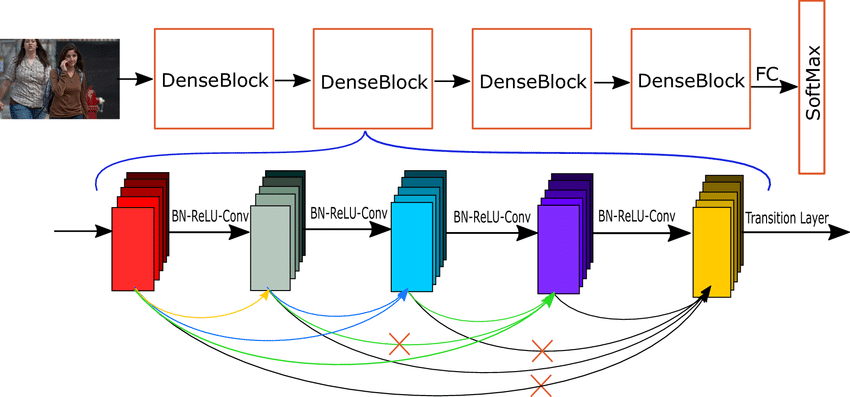 DenseBlock
DenseBlock
DenseBlock
DenseBlock
FC
SoftMax
BN-ReLU-Conv
BN-ReLU-Conv
BN-ReLU-Conv
BN-ReLU-Conv
Transition Layer